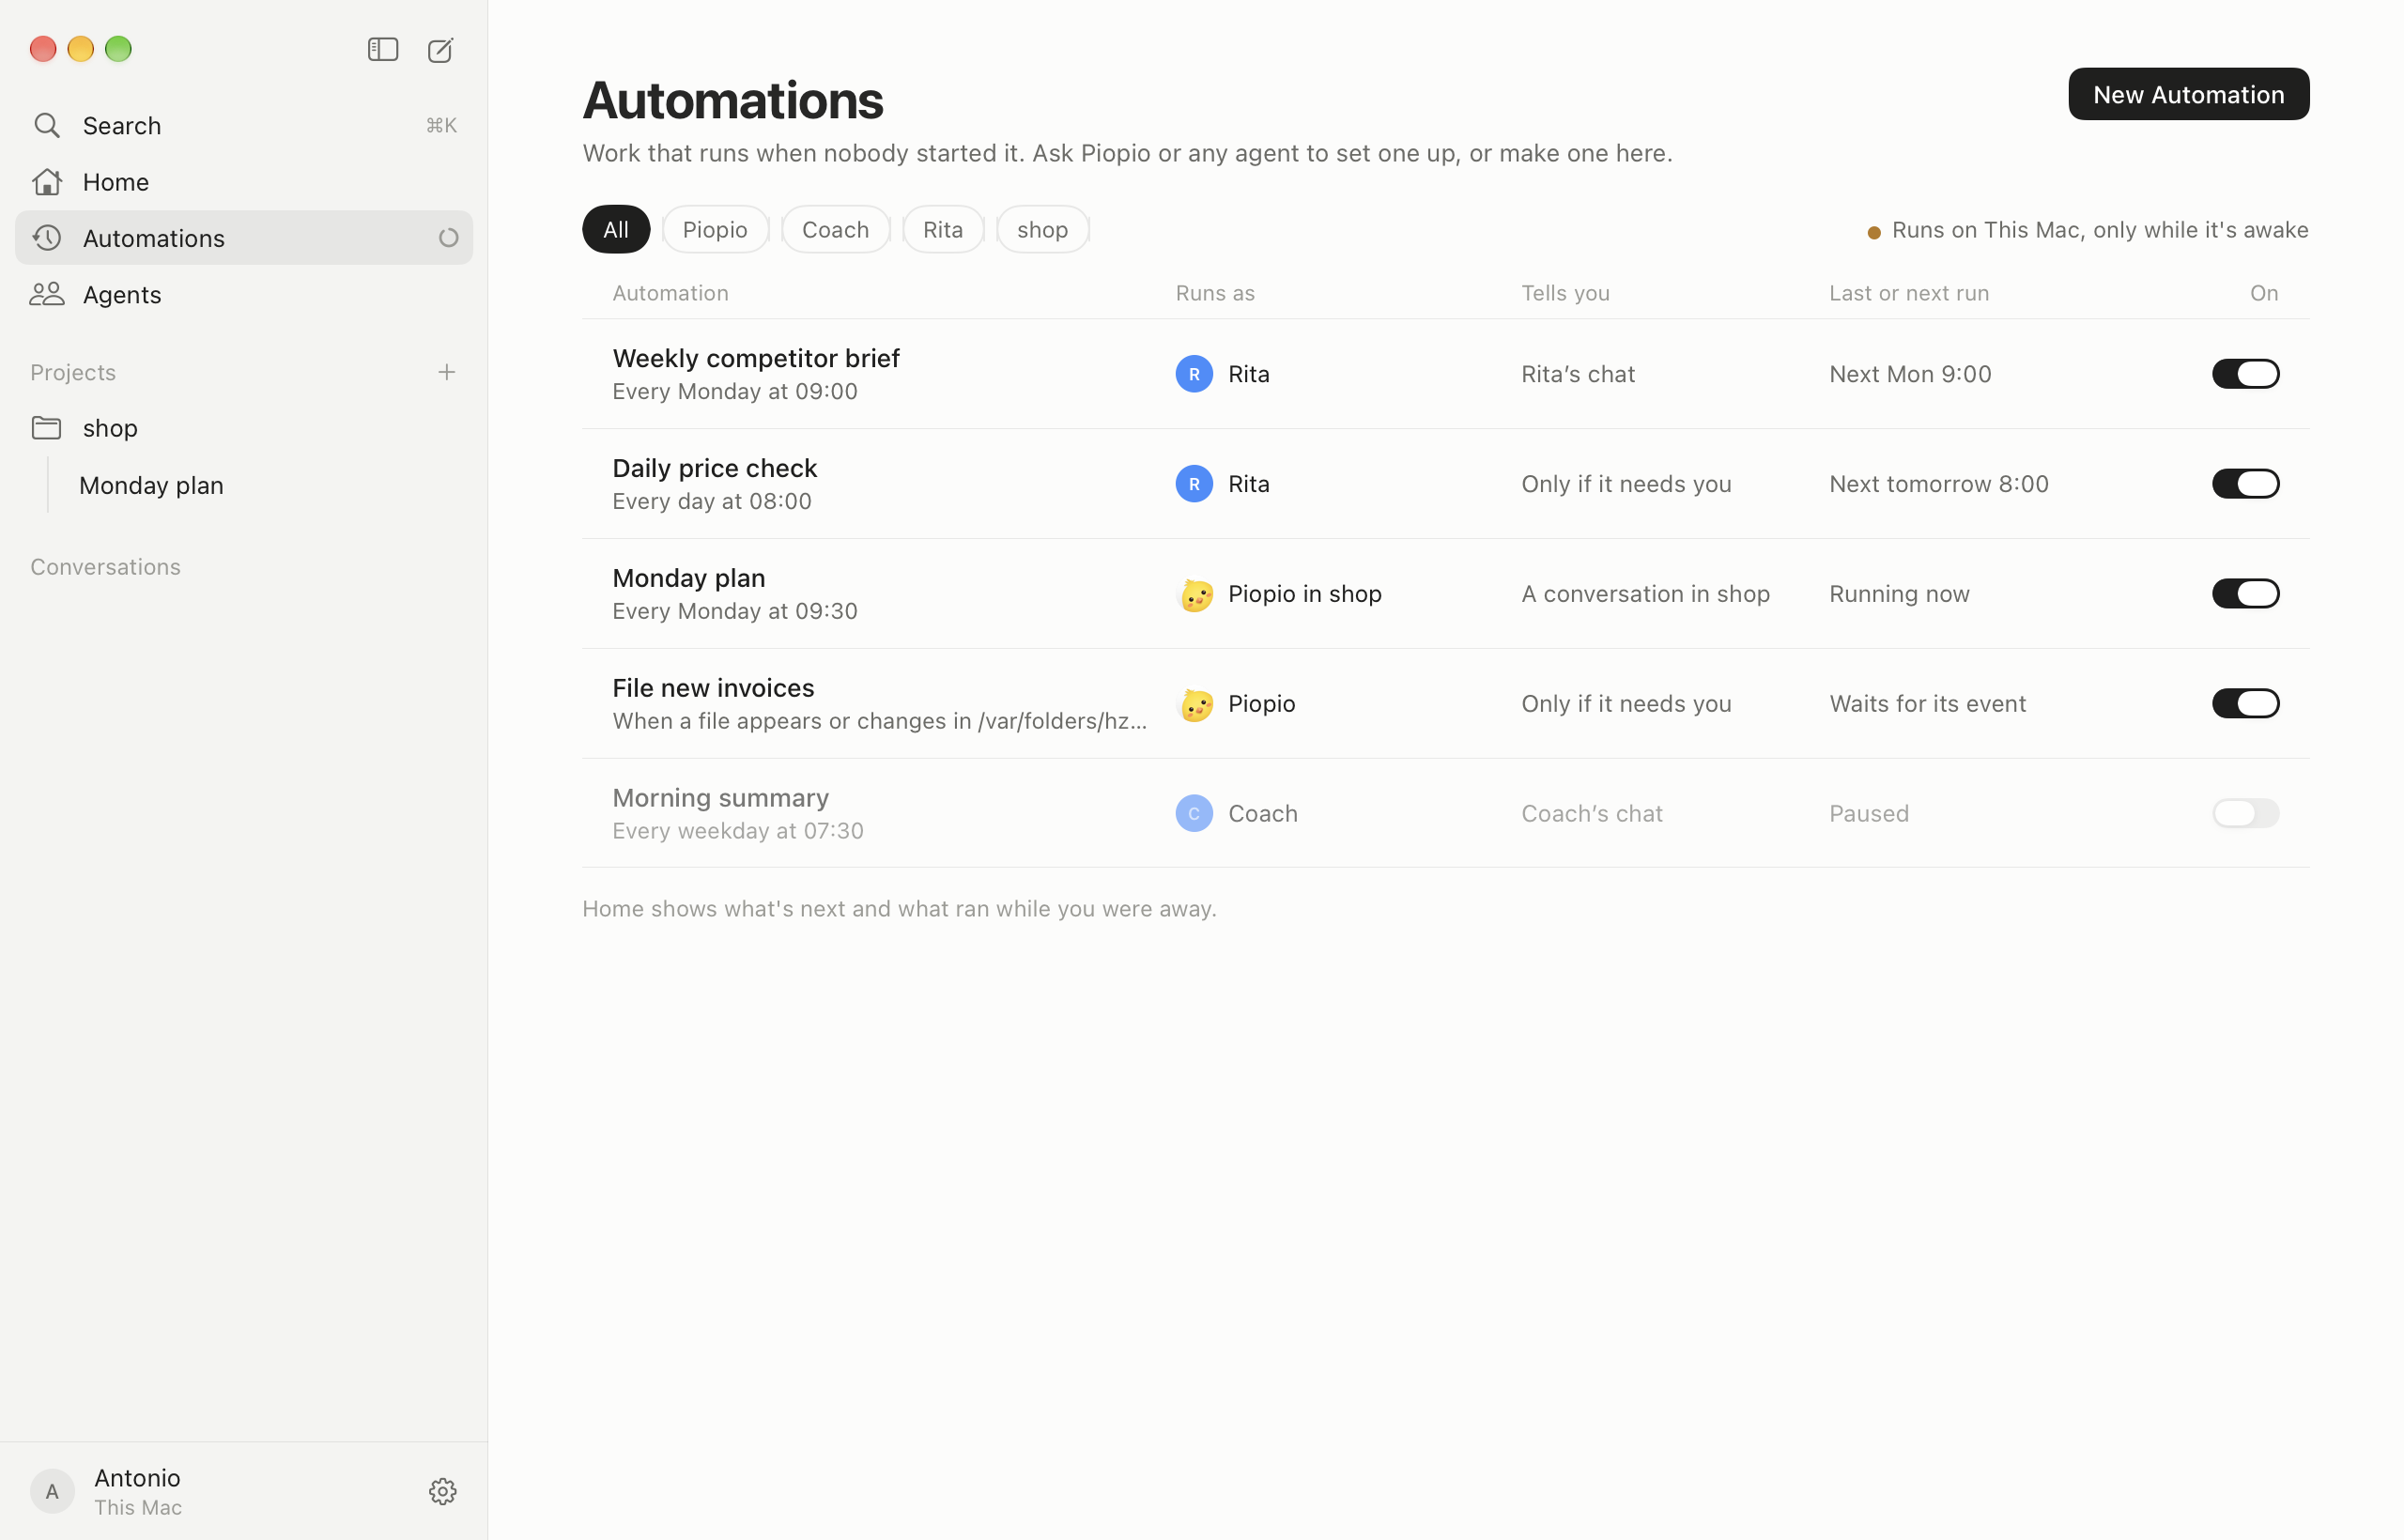 Search ⌘K
Home
Automations
Agents
Projects
shop
Monday plan
Conversations
A
Antonio
This Mac
Automations
New Automation
Work that runs when nobody started it. Ask Piopio or any agent to set one up, or make one here.
All Piopio Coach Rita shop
Runs on This Mac, only while it's awake
Automation Runs as Tells you Last or next run On
Weekly competitor brief
Every Monday at 09:00
R Rita Rita’s chat Next Mon 9:00
Daily price check
Every day at 08:00
R Rita Only if it needs you Next tomorrow 8:00
Monday plan
Every Monday at 09:30
Piopio in shop A conversation in shop Running now
File new invoices
When a file appears or changes in /var/folders/hz...
Piopio Only if it needs you Waits for its event
Morning summary
Every weekday at 07:30
C Coach Coach’s chat Paused
Home shows what's next and what ran while you were away.